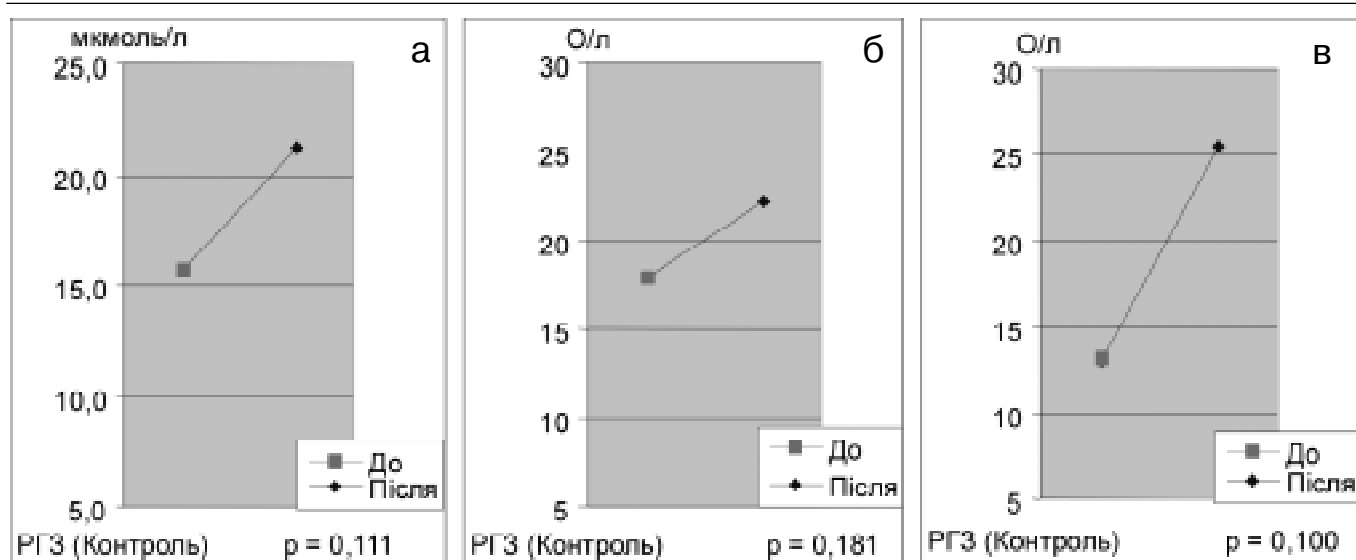 мкмоль/л
а
25,0
20,0
15,0
10,0
5,0
До
Після
РГЗ (Контроль) р = 0,111
О/л
б
30
25
20
15
10
5
До
Після
РГЗ (Контроль) р = 0,181
О/л
в
30
25
20
15
10
5
До
Після
РГЗ (Контроль) р = 0,100